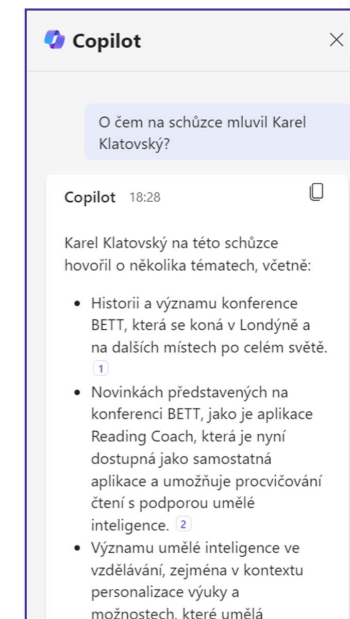 Copilot
O čem na schůzce mluvil Karel
Klatovský?
Copilot 18:28
Karel Klatovský na této schůzce
hovořil o několika tématech, včetně:
• Historii a významu konference
BETT, která se koná v Londýně a
na dalších místech po celém světě.
1
• Novinkách představených na
konferenci BETT, jako je aplikace
Reading Coach, která je nyní
dostupná jako samostatná
aplikace a umožňuje procvičování
čtení s podporou umělé
inteligence. 2
• Významu umělé inteligence ve
vzdělávání, zejména v kontextu
personalizace výuky a
možnostech, které umělá